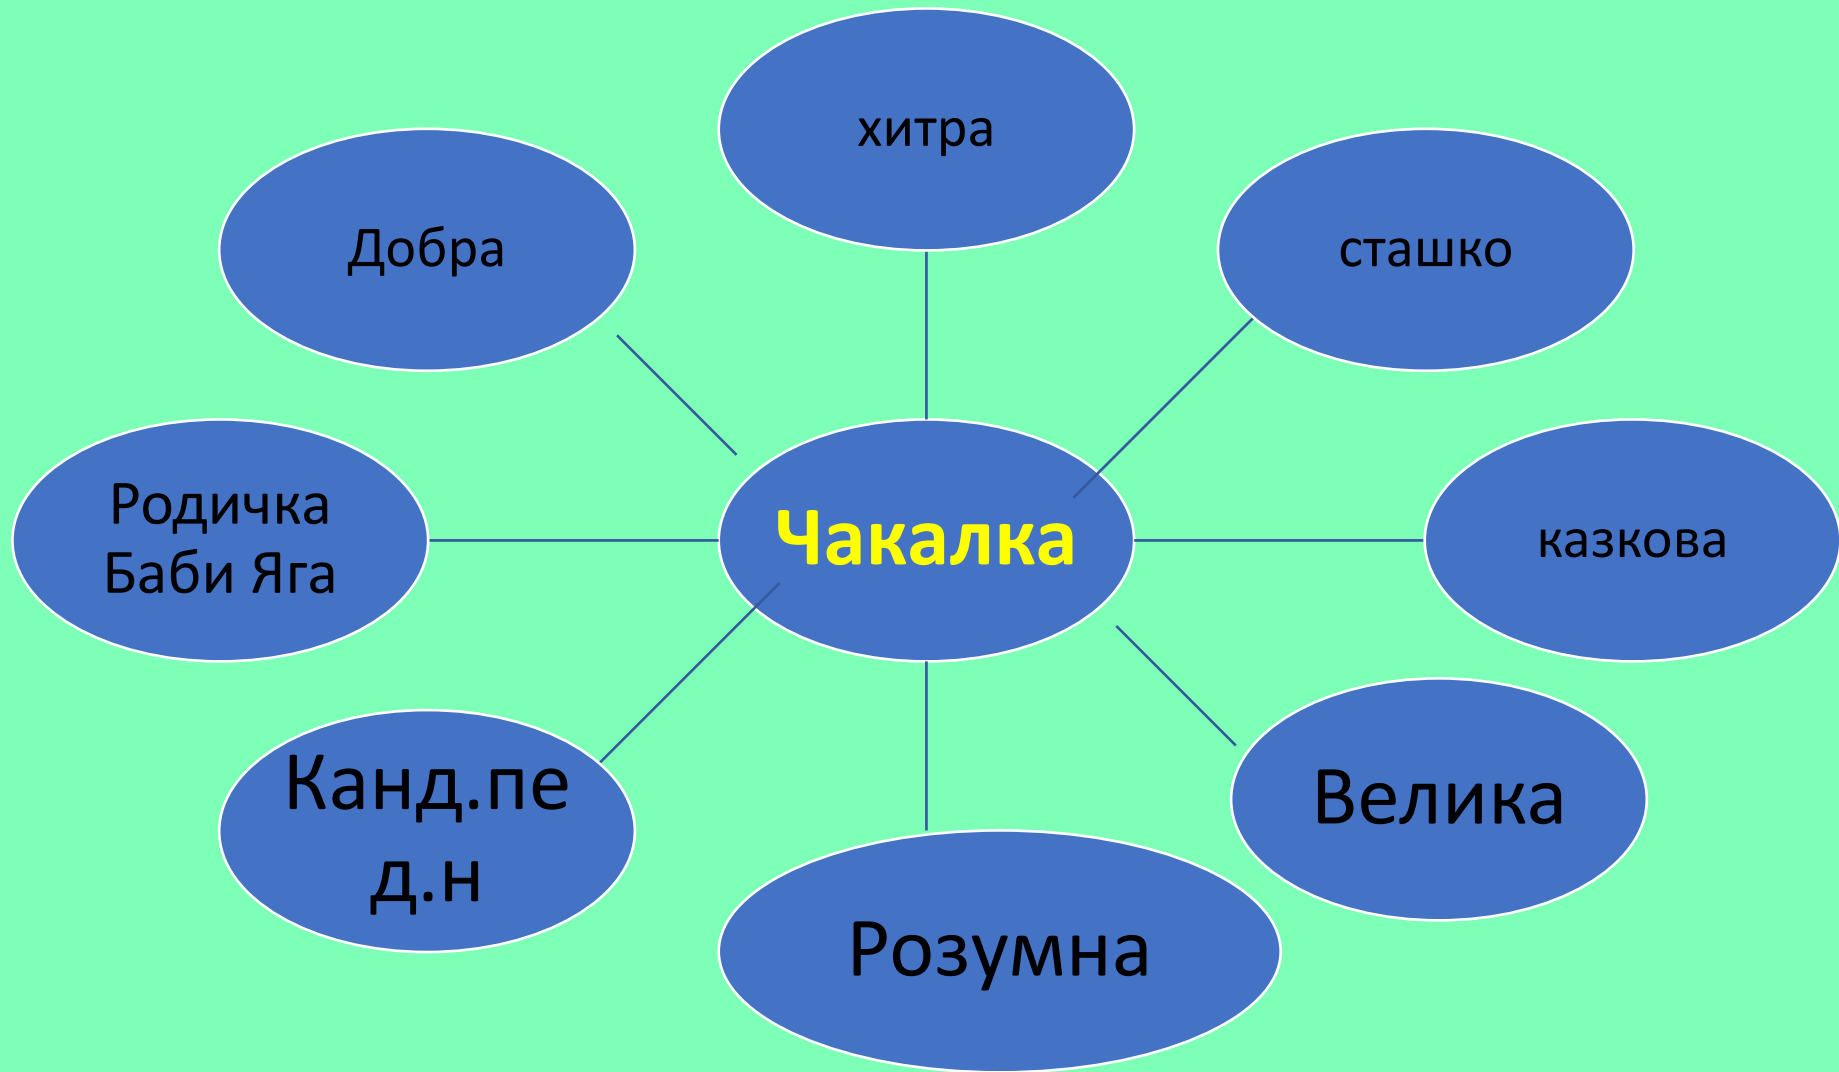 хитра
Добра
сташко
Родичка
Баби Яга
Чакалка
казкова
Канд.пе
д.н
Велика
Розумна